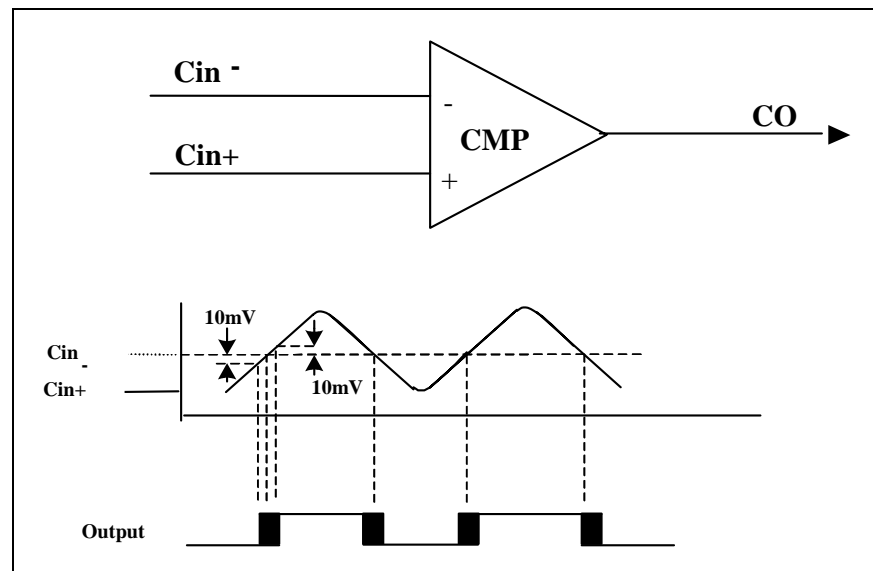 Cin -
-
CMP
CO
Cin+
+
10mV
Cin
-
Cin+
10mV
Output